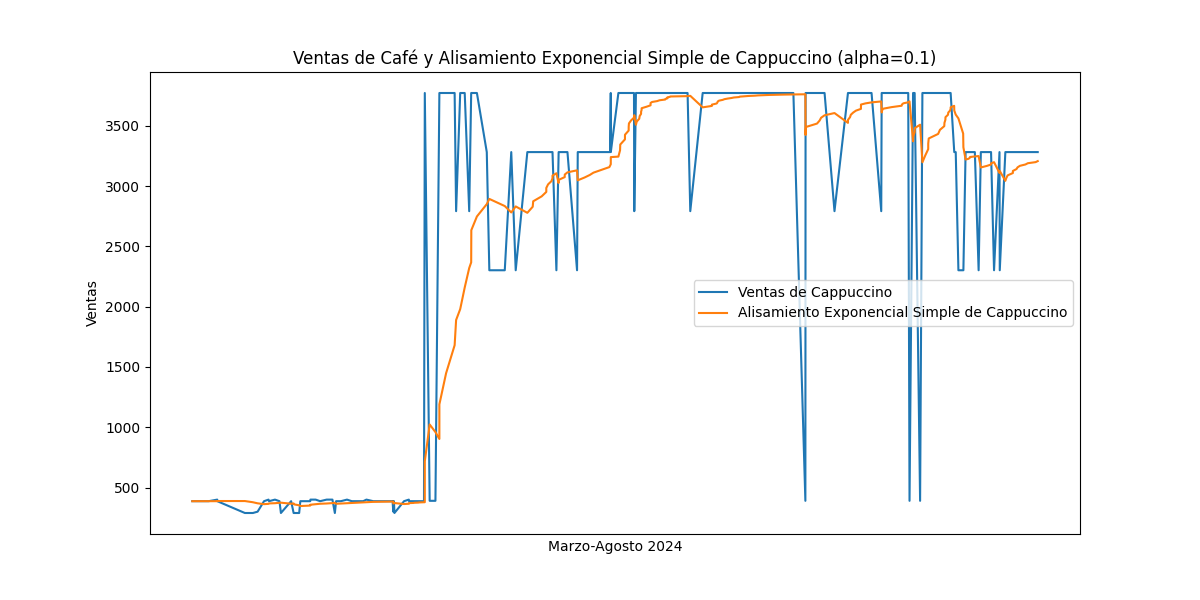 Ventas de Café y Alisamiento Exponencial Simple de Cappuccino (alpha=0.1)
3500
3000
2500
2000
1500
1000
500
Ventas
Ventas de Cappuccino
Alisamiento Exponencial Simple de Cappuccino
Marzo-Agosto 2024